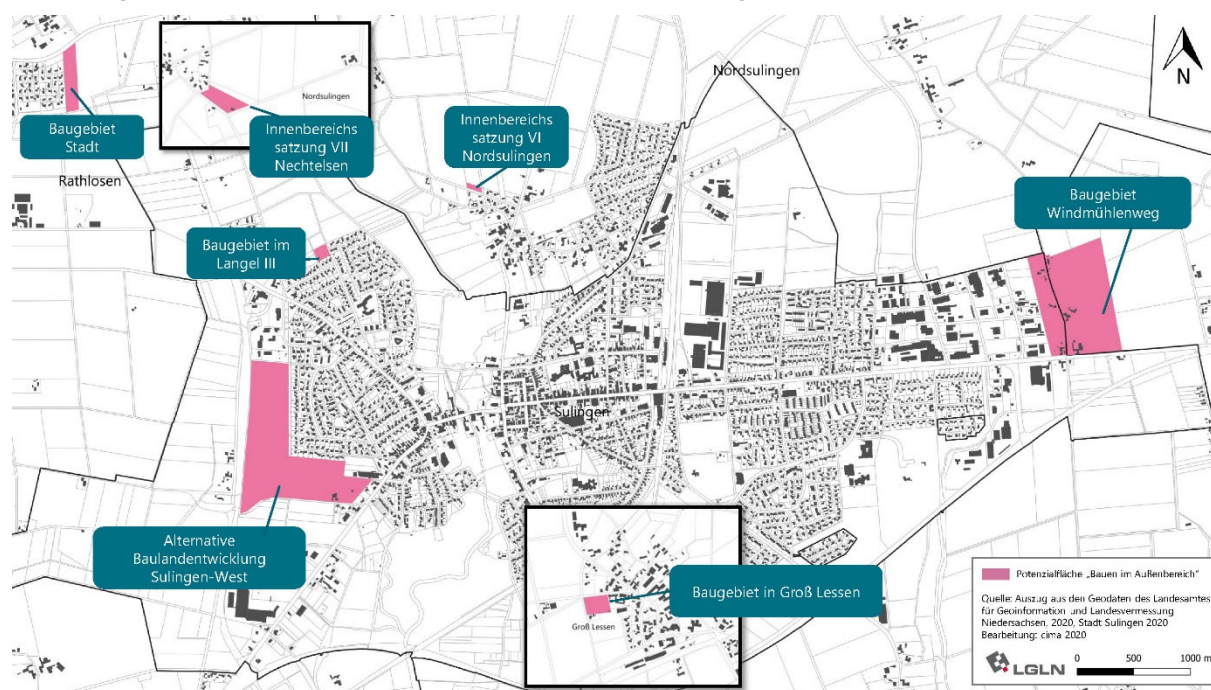 Nordsulingen
N
Baugebiet
Stadt
Nordsulingen
Innenbereichs
satzung VII
Nechtelsen
Innenbereichs
satzung VI
Nordsulingen
Rathlosen
Baugebiet
Windmühlenweg
Baugebiet im
Langel III
Sulingen
Alternative
Baulandentwicklung
Sulingen-West
Baugebiet in Groß Lessen
Groß Lessen
Potenzialfläche „Bauen im Außenbereich"
Quelle: Auszug aus den Geodaten des Landesamtes
für Geoinformation und Landesvermessung
Niedersachsen, 2020, Stadt Sulingen 2020
Bearbeitung: cima 2020
LGLN
0 500 1000 m